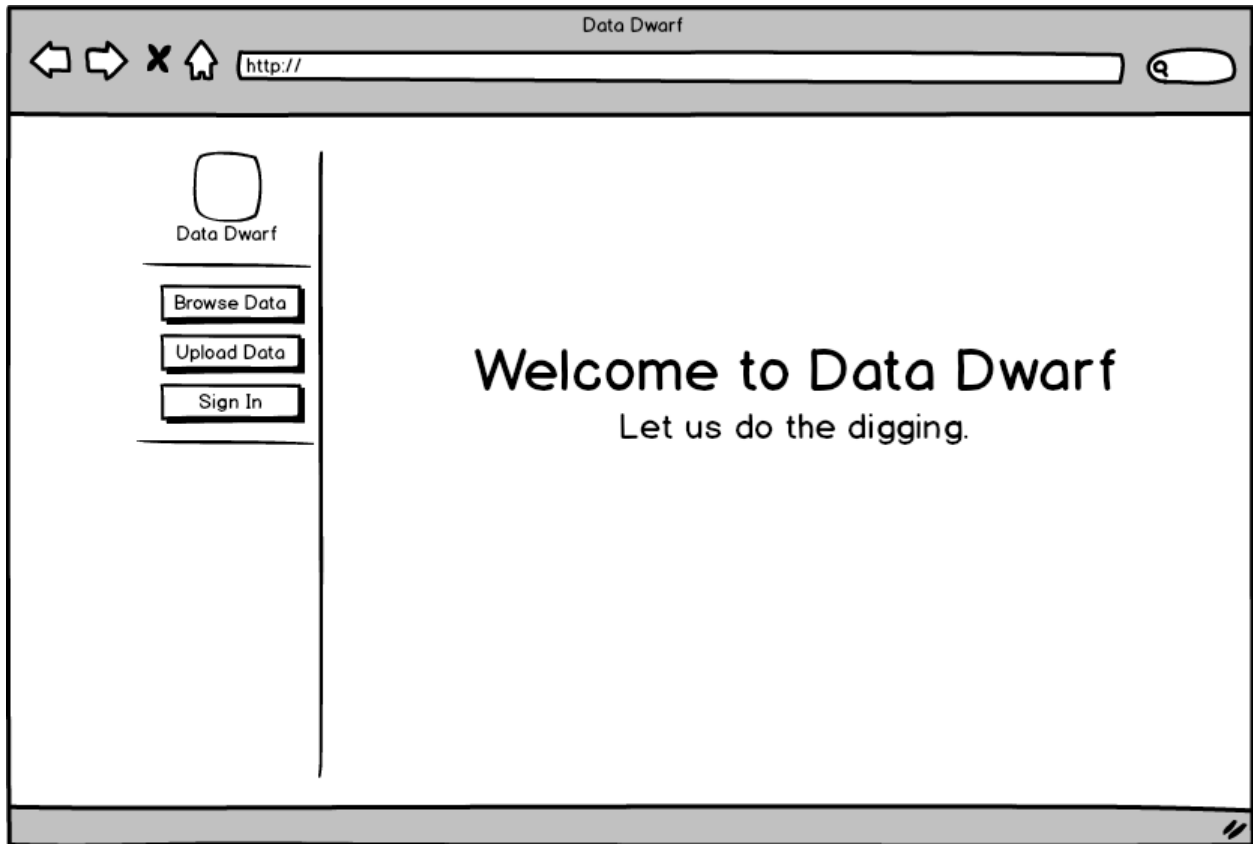 Data Dwarf
http://
Data Dwarf
Browse Data
Upload Data
Sign In
Welcome to Data Dwarf
Let us do the digging.